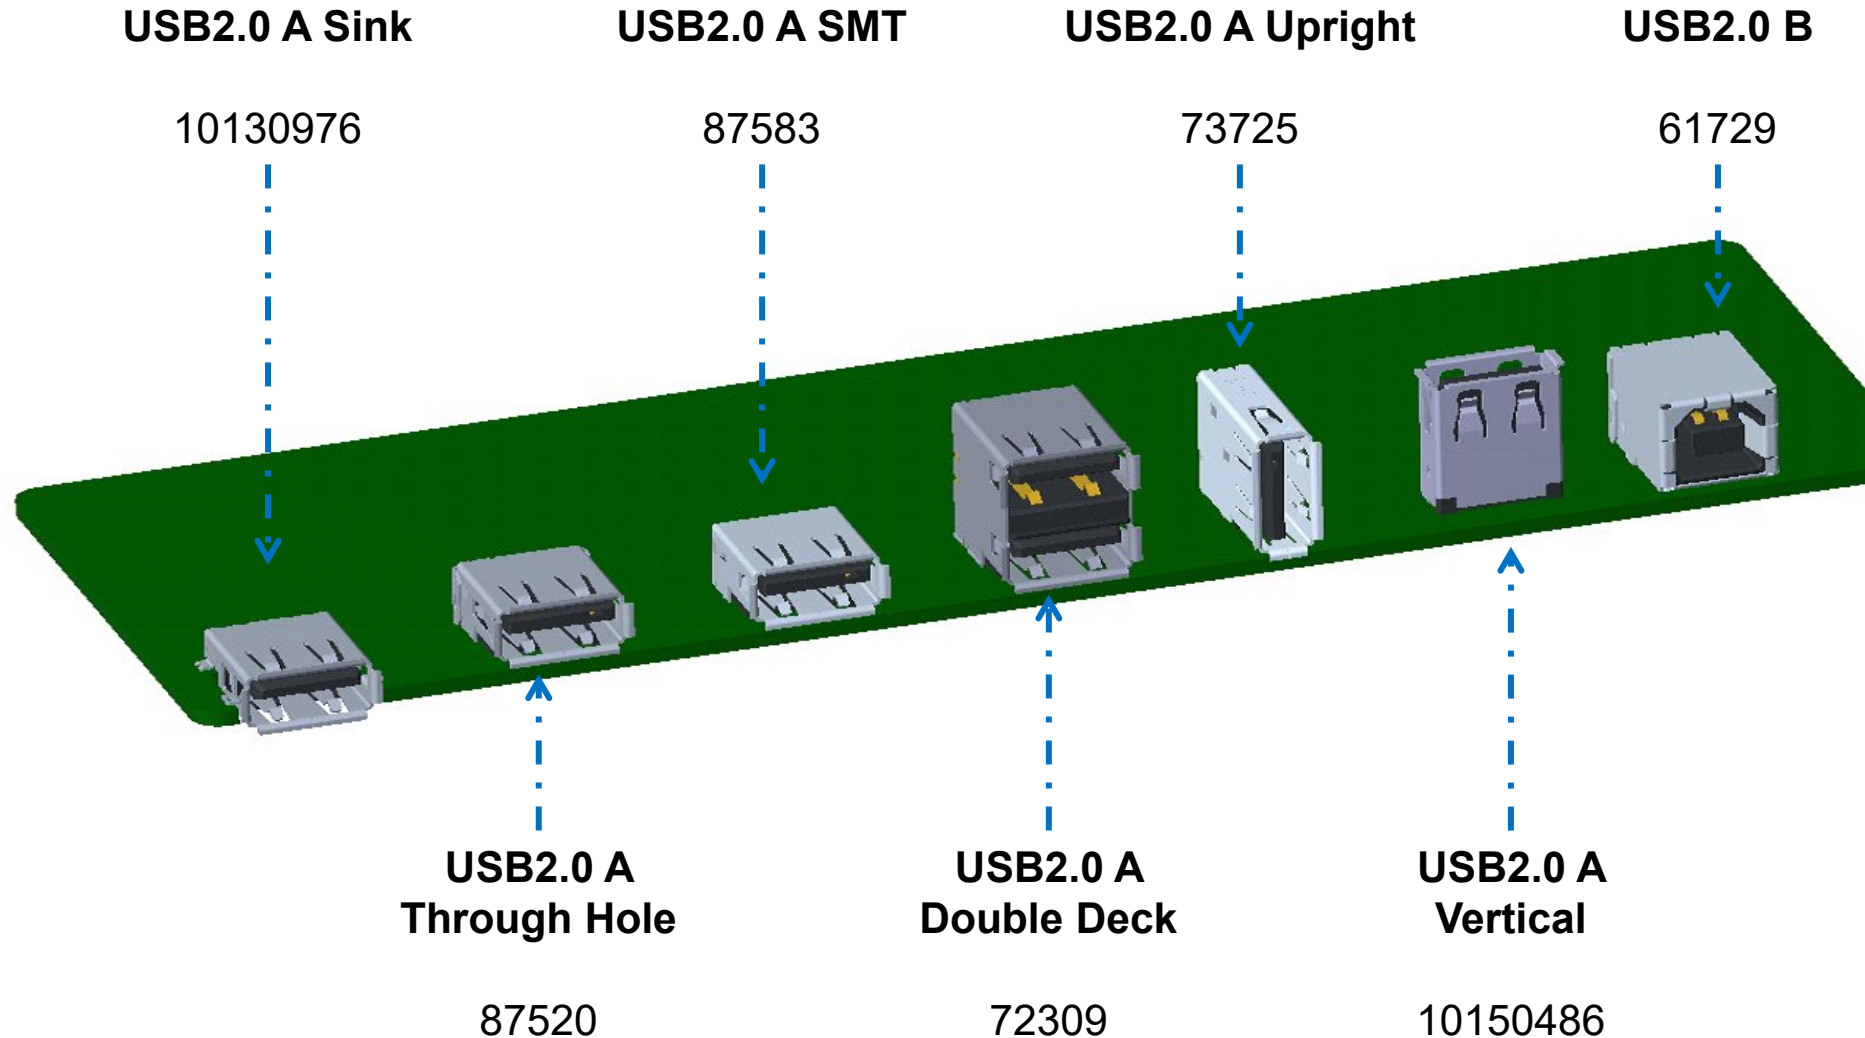 USB2.0 A Sink
USB2.0 A SMT
USB2.0 A Upright
USB2.0 B
10130976
87583
73725
61729
USB2.0 A
Through Hole
USB2.0 A
Double Deck
USB2.0 A
Vertical
87520
72309
10150486